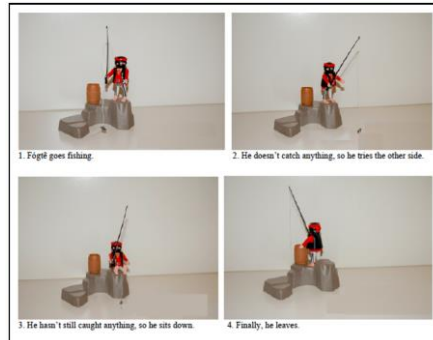 1. Fógtĕ goes fishing.
2. He doesn't catch anything, so he tries the other side.
3. He hasn't still caught anything, so he sits down.
4. Finally, he leaves.